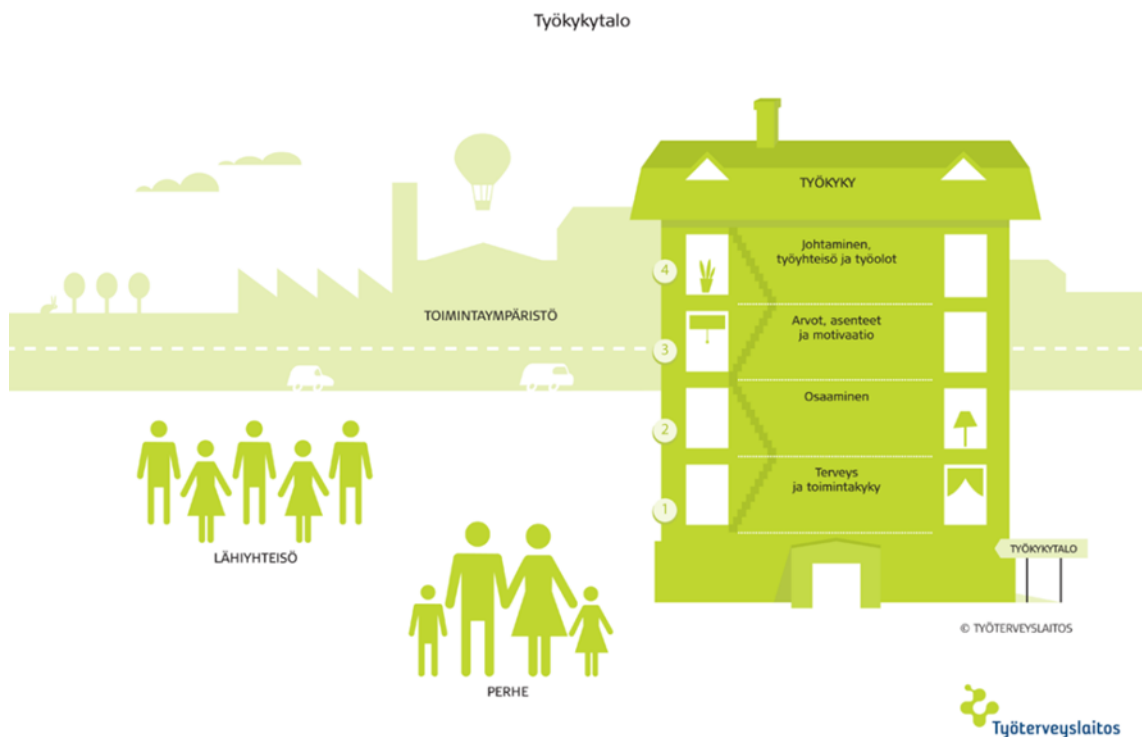 Työkykytalo
TYÖKYKY
4
Johtaminen,
työyhteisö ja työolot
TOIMINTAYMPÄRISTÖ
3
Arvot, asenteet
ja motivaatio
2
Osaaminen
1
Terveys
ja toimintakyky
LÄHIYHTEISÖ
TYÖKYKYTALO
© TYÖTERVEYSLAITOS
PERHE
Työterveyslaitos